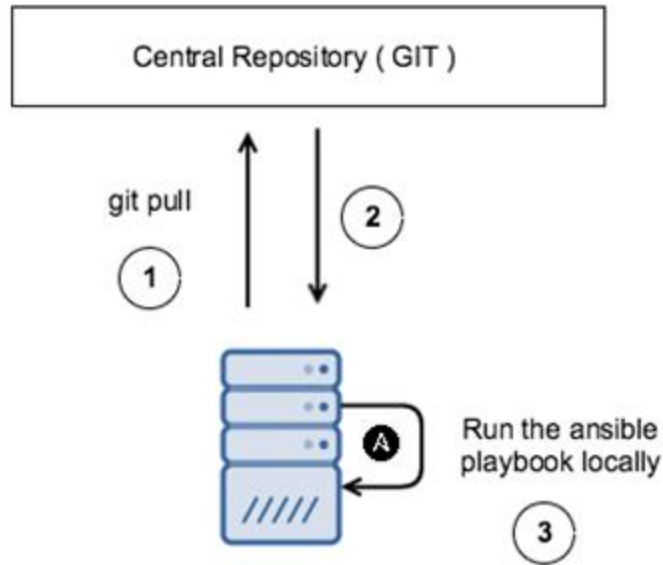 Central Repository ( GIT )
git pull
2
1
A
Run the ansible
playbook locally
3